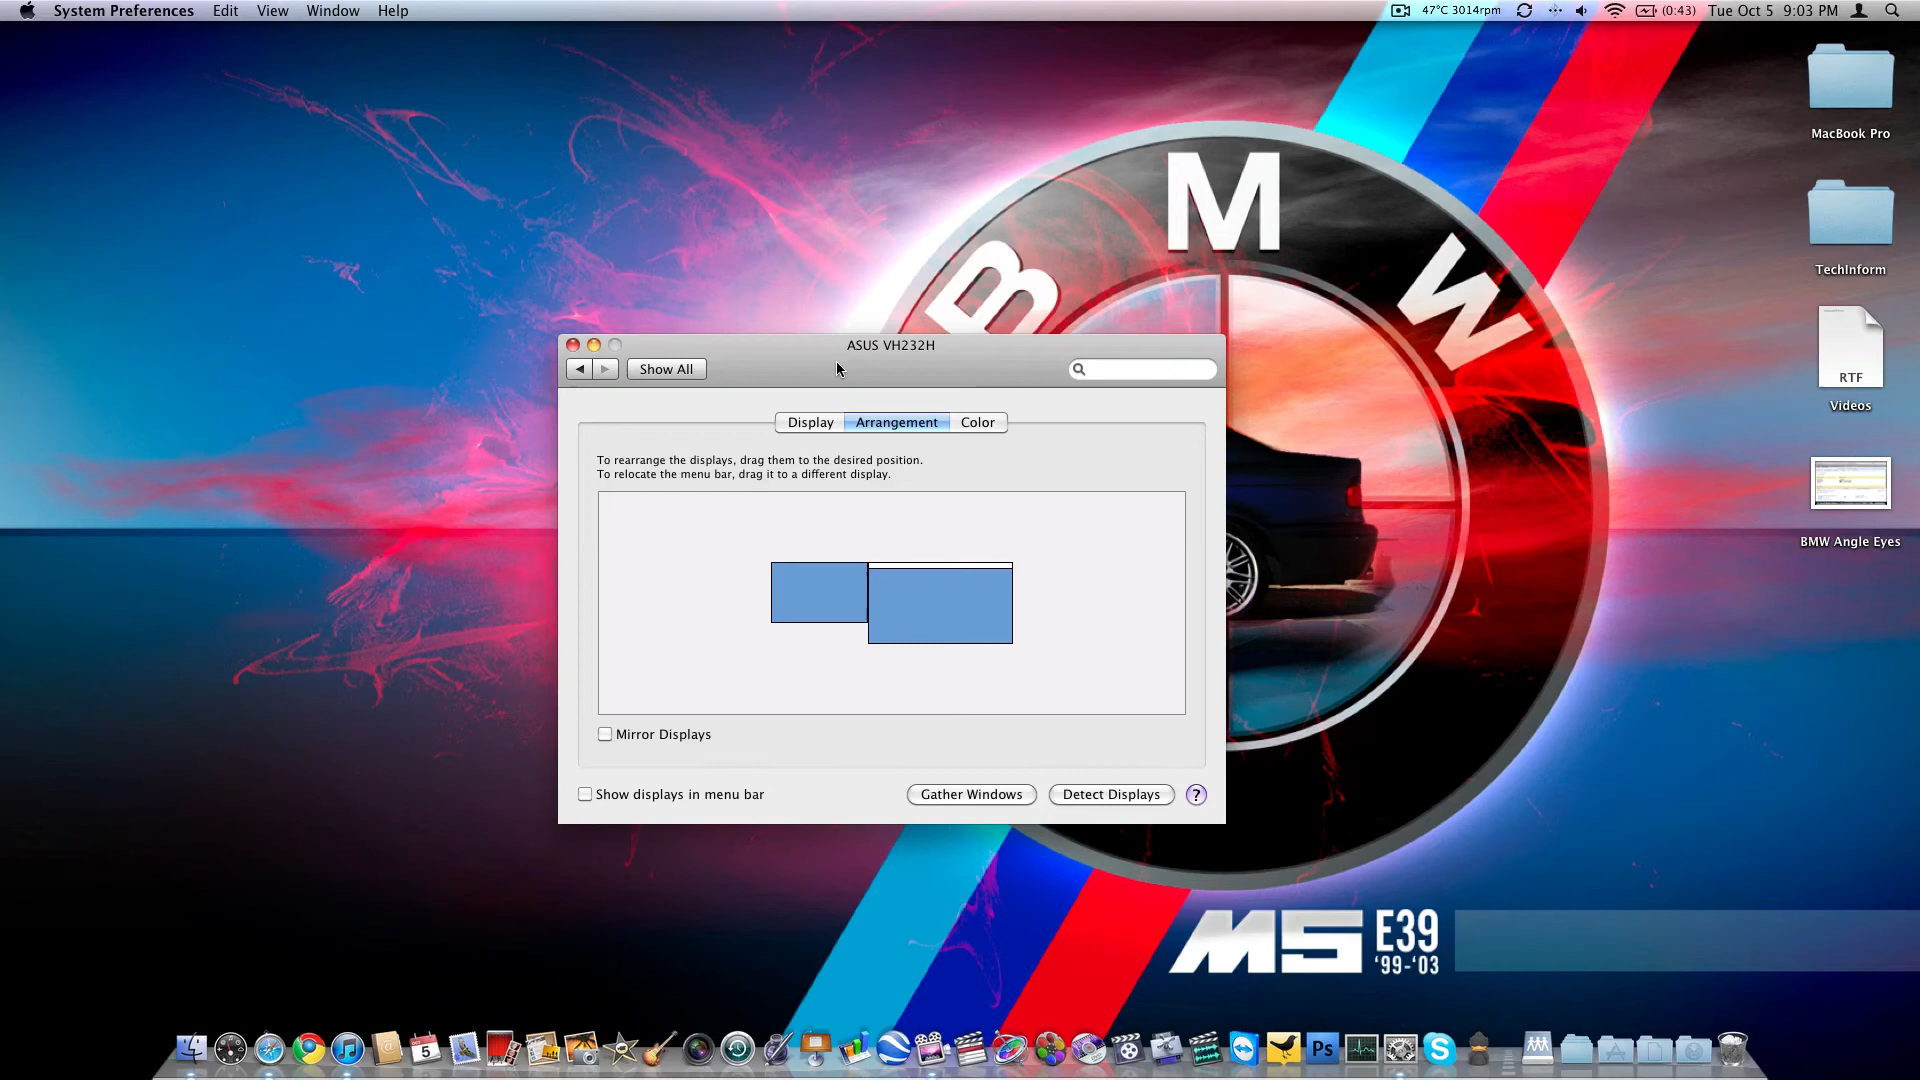 System Preferences Edit View Window Help
47°C 3014rpm (0:43) Tue Oct 5 9:03 PM
MacBook Pro
TechInform
RTF
Videos
BMW Angle Eyes
B M W
ASUS VH232H
Show All
Display Arrangement Color
To rearrange the displays, drag them to the desired position.
To relocate the menu bar, drag it to a different display.
Mirror Displays
Show displays in menu bar Gather Windows Detect Displays ?
M5 E39
'99-'03
5
Ps